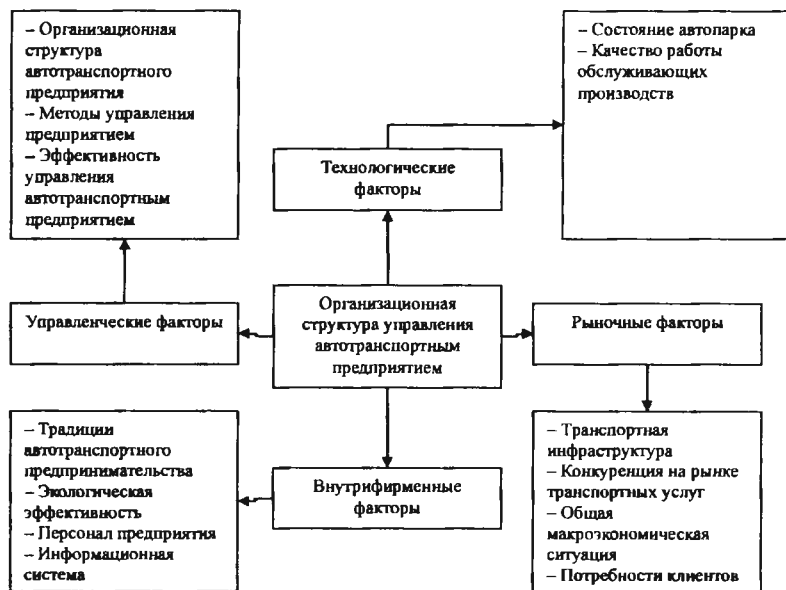 – Организационная
структура
автотранспортного
предприятия
– Методы управления
предприятием
– Эффективность
управления
автотранспортным
предприятием
– Состояние автопарка
– Качество работы
обслуживающих
производств
Технологические
факторы
Управленческие факторы
Организационная
структура управления
автотранспортным
предприятием
Рыночные факторы
– Традиции
автотранспортного
предпринимательства
– Экологическая
эффективность
– Персонал предприятия
– Информационная
система
Внутрифирменные
факторы
– Транспортная
инфраструктура
– Конкуренция на рынке
транспортных услуг
– Общая
макроэкономическая
ситуация
– Потребности клиентов